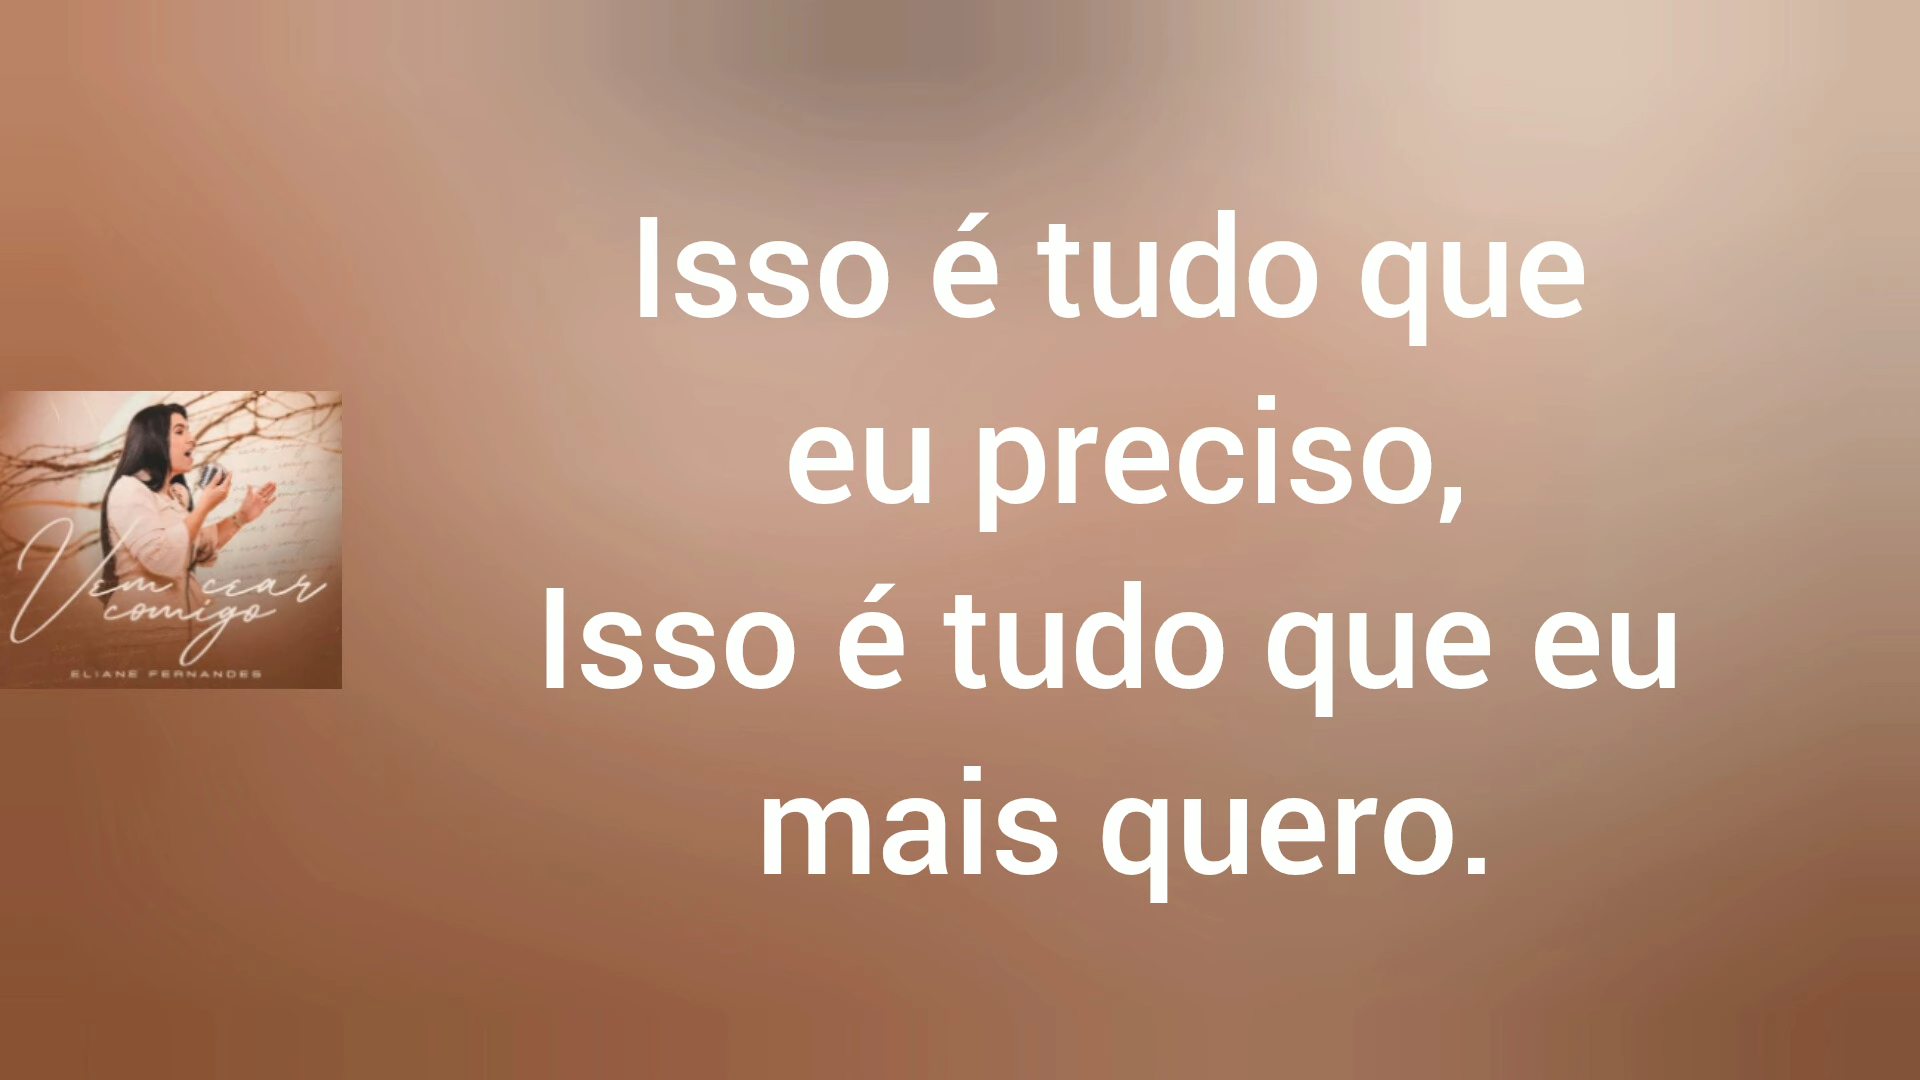 Isso é tudo que
eu preciso,
Isso é tudo que eu
mais quero.
Vem cear
comigo
ELIANE FERNANDES